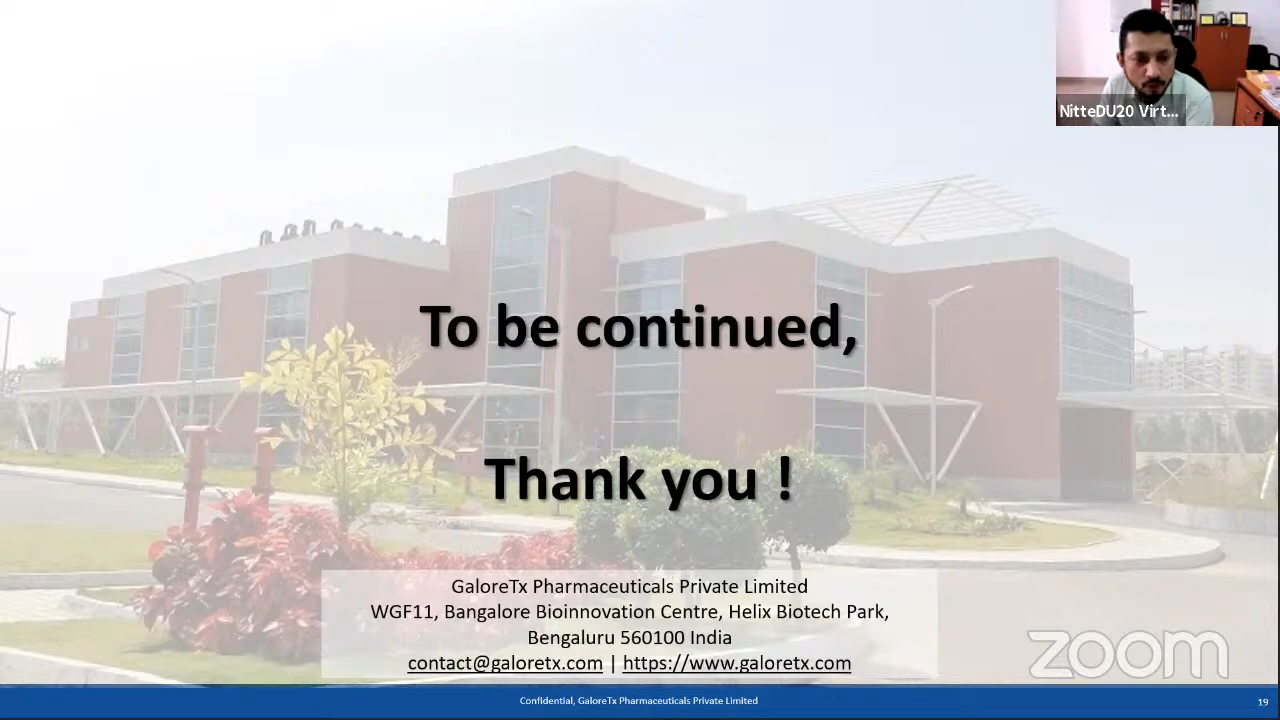 NitteDU20 Virt...
To be continued,
Thank you !
GaloreTx Pharmaceuticals Private Limited
WGF11, Bangalore Bioinnovation Centre, Helix Biotech Park,
Bengaluru 560100 India
contact@galoretx.com | https://www.galoretx.com
zoom
Confidential, GaloreTx Pharmaceuticals Private Limited
19